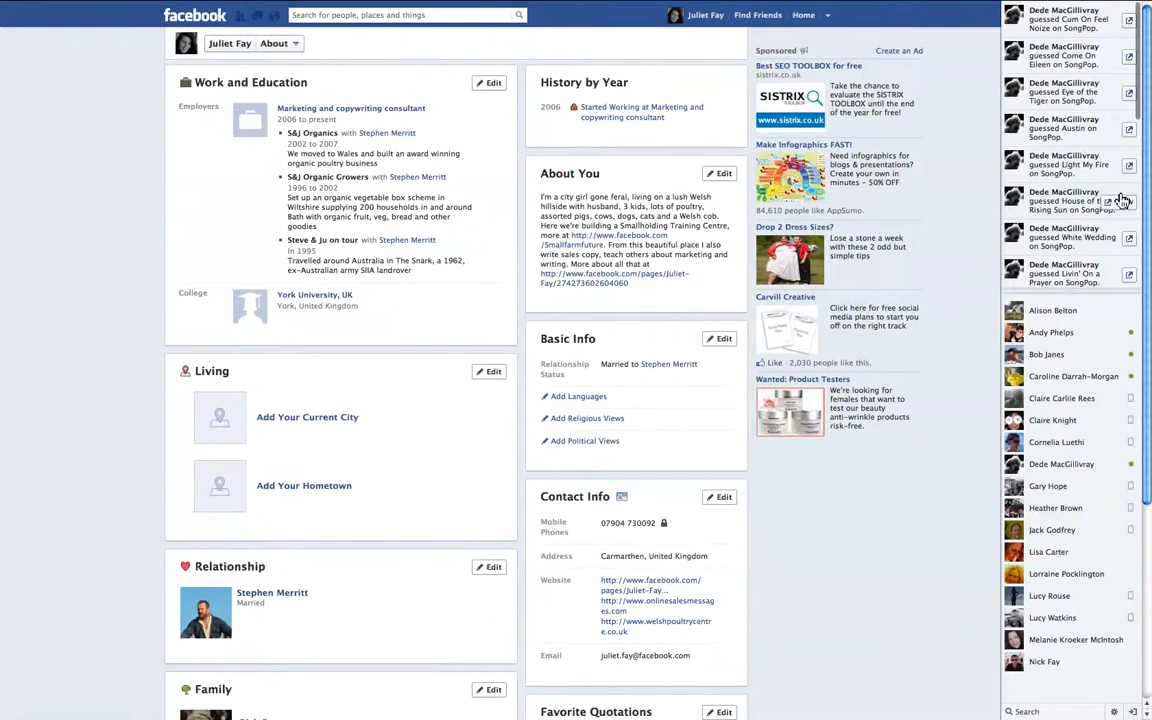 facebook
Search for people, places and things
Juliet Fay
Find Friends
Home
Juliet Fay
About
Work and Education
Edit
Employers
Marketing and copywriting consultant
2006 to present
S&J Organics with Stephen Merritt
2002 to 2007
We moved to Wales and built an award winning
organic poultry business
S&J Organic Growers with Stephen Merritt
1996 to 2002
Set up an organic vegetable box scheme in
Wiltshire supplying 200 households in and around
Bath with organic fruit, veg, bread and other
goodies
Steve & Ju on tour with Stephen Merritt
In 1995
Travelled around Australia in The Snark, a 1962,
ex-Australian army SIIA landrover
College
York University, UK
York, United Kingdom
Living
Edit
Add Your Current City
Add Your Hometown
Relationship
Edit
Stephen Merritt
Married
Family
Edit
History by Year
2006
Started Working at Marketing and
copywriting consultant
About You
Edit
I'm a city girl gone feral, living on a lush Welsh
hillside with husband, 3 kids, lots of poultry,
assorted pigs, cows, dogs, cats and a Welsh cob.
Here we're building a Smallholding Training Centre,
more at http://www.facebook.com
/Smallfarmfuture. From this beautiful place I also
write sales copy, teach others about marketing and
writing. More about all that at
http://www.facebook.com/pages/Juliet-
Fay/274273602604060
Basic Info
Edit
Relationship
Status
Married to Stephen Merritt
Add Languages
Add Religious Views
Add Political Views
Contact Info
Edit
Mobile
Phones
07904 730092
Address
Carmarthen, United Kingdom
Website
http://www.facebook.com/
pages/Juliet-Fay...
http://www.onlinesalesmessag
es.com
http://www.welshpoultrycentr
e.co.uk
Email
juliet.fay@facebook.com
Favorite Quotations
Edit
Sponsored
Create an Ad
Best SEO TOOLBOX for free
sistrix.co.uk
SISTRIX
TOOLBOX
www.sistrix.co.uk
Take the chance to
evaluate the SISTRIX
TOOLBOX until the end
of the year for free!
Make Infographics FAST!
Need infographics for
blogs & presentations?
Create your own in
minutes - 50% OFF
84,610 people like AppSumo.
Drop 2 Dress Sizes?
Lose a stone a week
with these 2 odd but
simple tips
Carvill Creative
Click here for free social
media plans to start you
off on the right track
Like · 2,030 people like this.
Wanted: Product Testers
We're looking for
females that want to
test our beauty
anti-wrinkle products
risk-free.
Dede MacGillivray
guessed Cum On Feel
Noize on SongPop.
Dede MacGillivray
guessed Come On
Eileen on SongPop.
Dede MacGillivray
guessed Eye of the
Tiger on SongPop.
Dede MacGillivray
guessed Austin on
SongPop.
Dede MacGillivray
guessed Light My Fire
on SongPop.
Dede MacGillivray
guessed House of t
Rising Sun on SongPop.
Dede MacGillivray
guessed White Wedding
on SongPop.
Dede MacGillivray
guessed Livin' On a
Prayer on SongPop.
Alison Belton
Andy Phelps
Bob Janes
Caroline Darrah-Morgan
Claire Carlile Rees
Claire Knight
Cornelia Luethi
Dede MacGillivray
Gary Hope
Heather Brown
Jack Godfrey
Lisa Carter
Lorraine Pocklington
Lucy Rouse
Lucy Watkins
Melanie Kroeker McIntosh
Nick Fay
Search